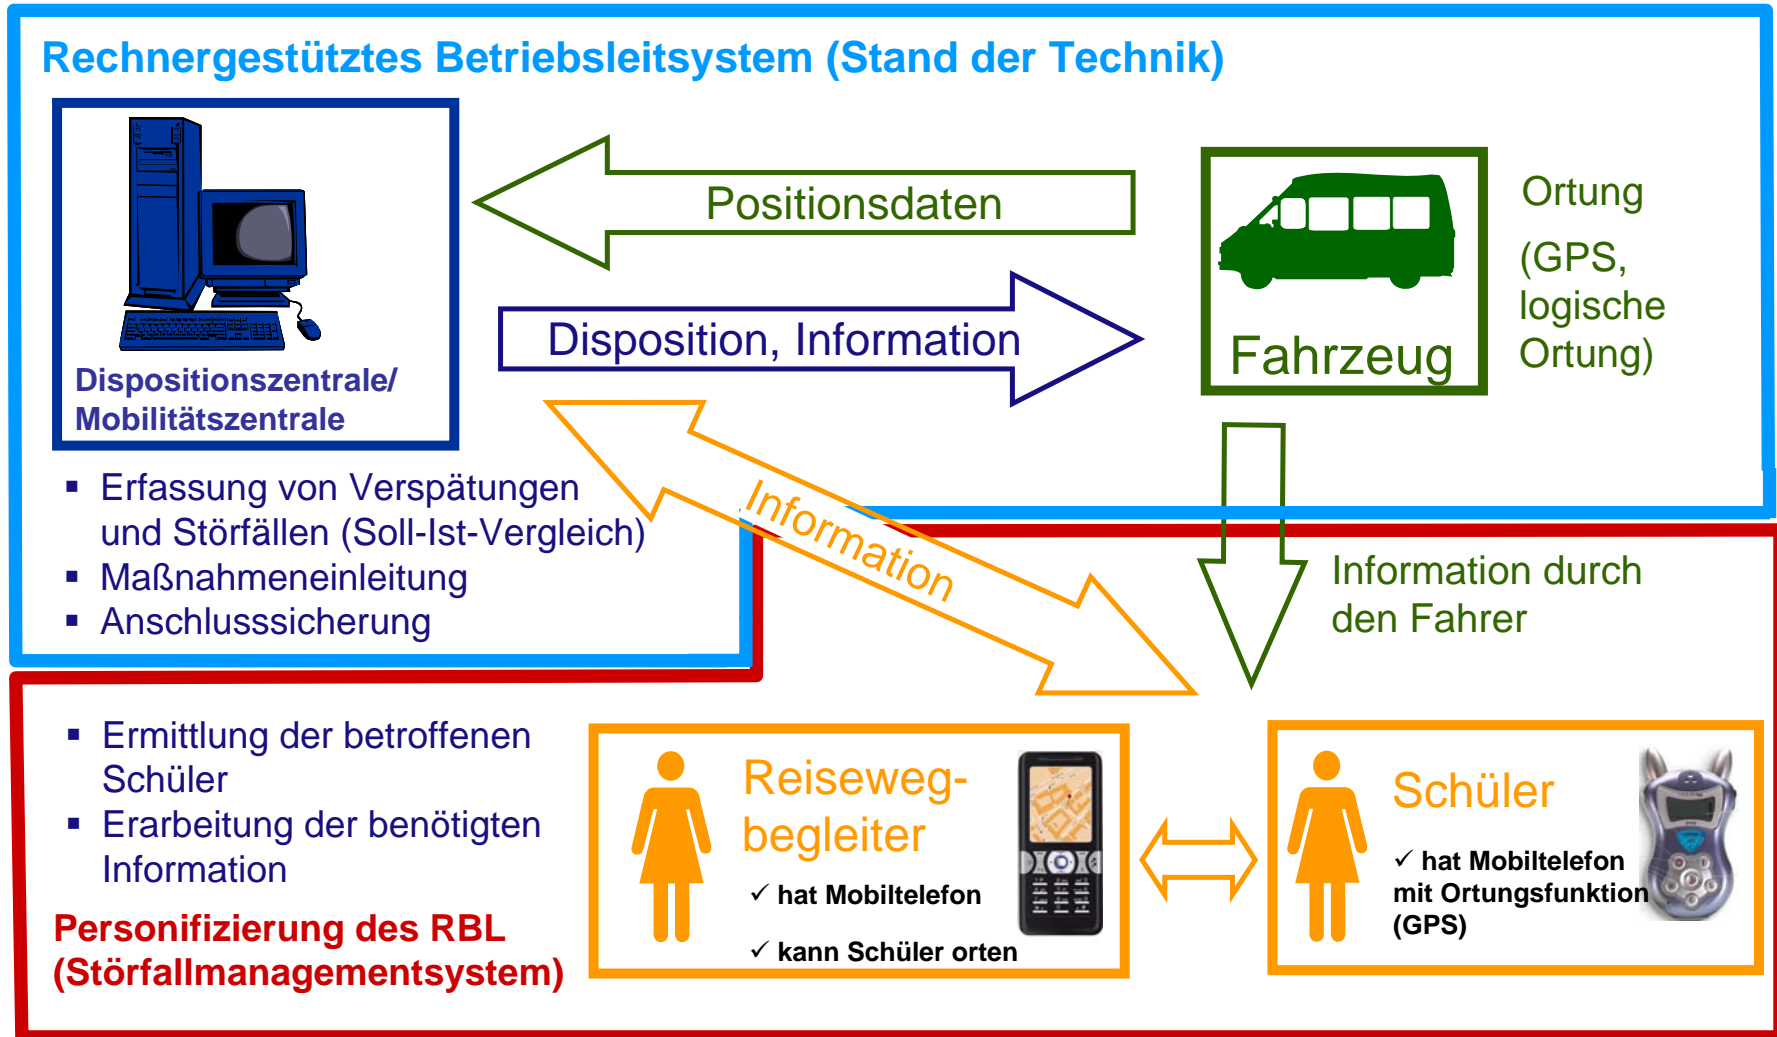 Rechnergestütztes Betriebsleitsystem (Stand der Technik)
Dispositionszentrale/
Mobilitätszentrale
Positionsdaten
Disposition, Information
Fahrzeug
Ortung
(GPS,
logische
Ortung)
▪ Erfassung von Verspätungen
und Störfällen (Soll-Ist-Vergleich)
▪ Maßnahmeneinleitung
▪ Anschlusssicherung
Information
Information durch
den Fahrer
▪ Ermittlung der betroffenen
Schüler
▪ Erarbeitung der benötigten
Information
Personifizierung des RBL
(Störfallmanagementsystem)
Reiseweg-
begleiter
✓ hat Mobiltelefon
✓ kann Schüler orten
Schüler
✓ hat Mobiltelefon
mit Ortungsfunktion
(GPS)